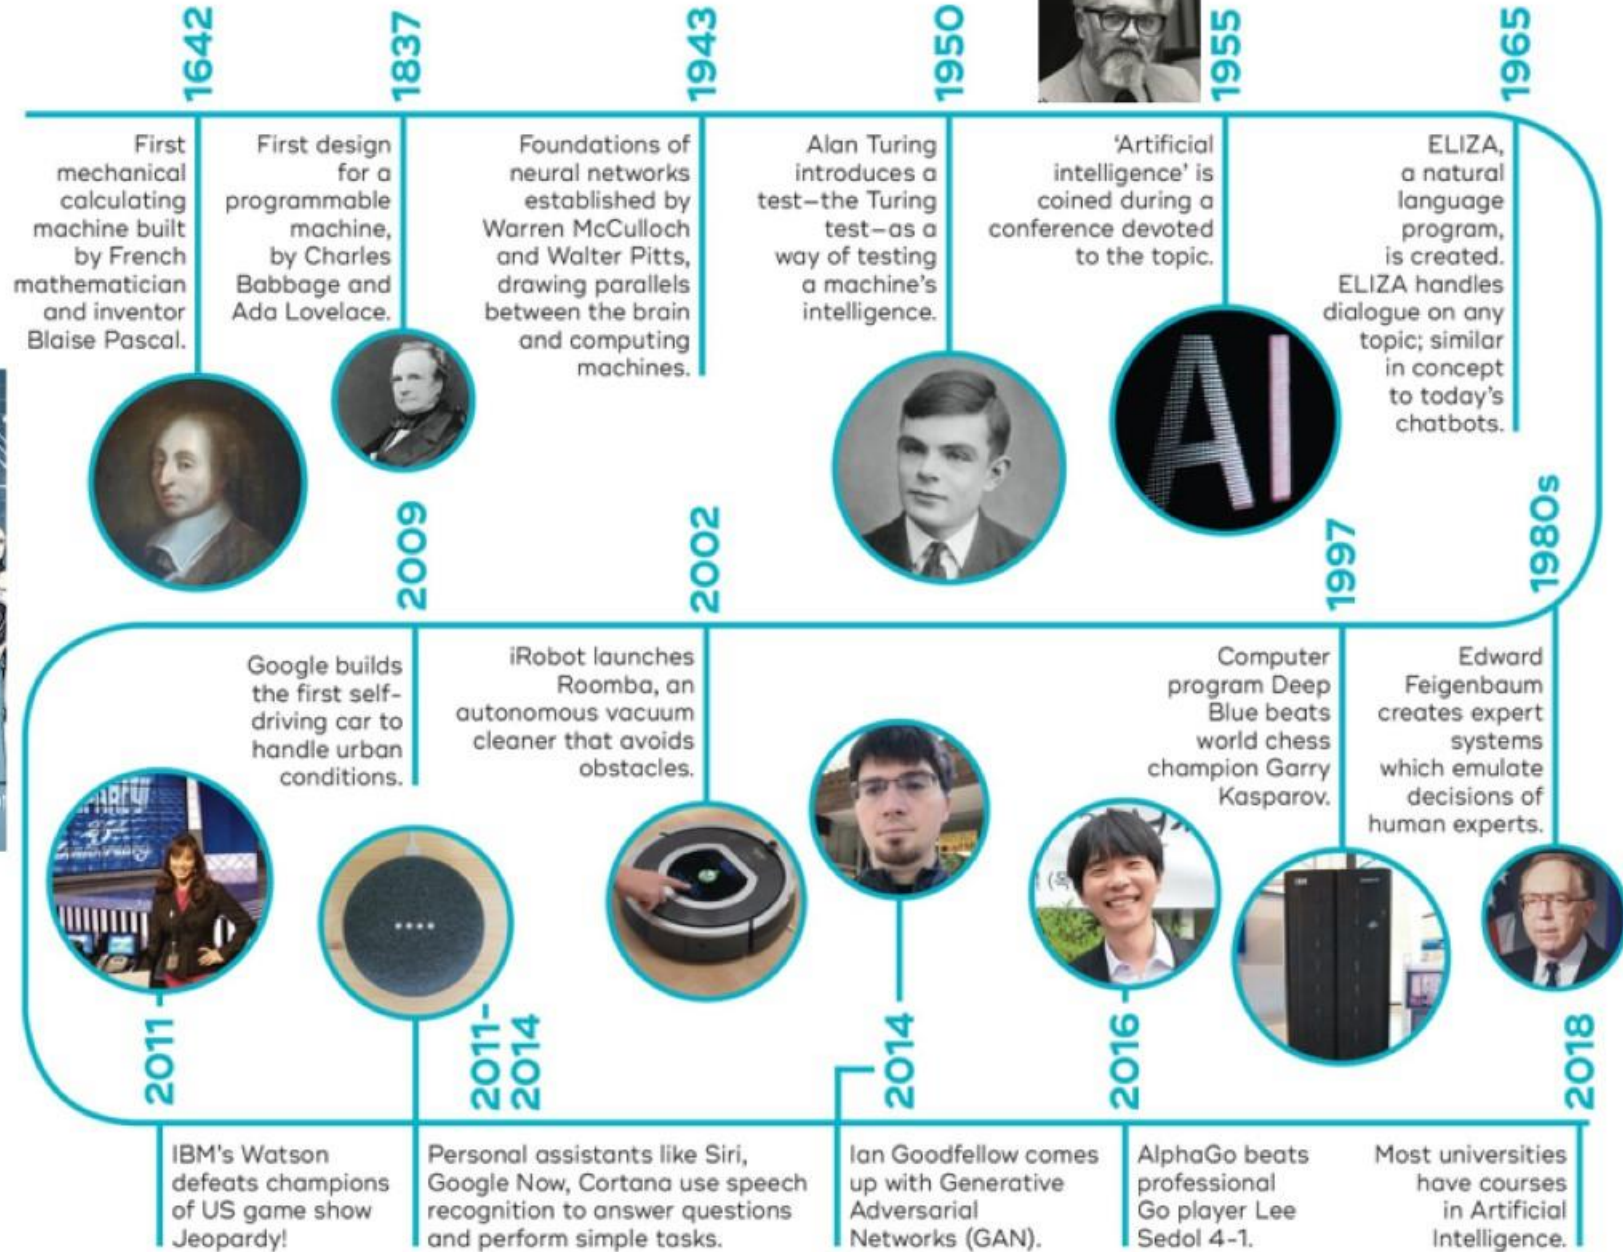 1642
First
mechanical
calculating
machine built
by French
mathematician
and inventor
Blaise Pascal.
1837
First design
for a
programmable
machine,
by Charles
Babbage and
Ada Lovelace.
1943
Foundations of
neural networks
established by
Warren McCulloch
and Walter Pitts,
drawing parallels
between the brain
and computing
machines.
1950
Alan Turing
introduces a
test—the Turing
test—as a
way of testing
a machine's
intelligence.
1955
'Artificial
intelligence' is
coined during a
conference devoted
to the topic.
AI
1965
ELIZA,
a natural
language
program,
is created.
ELIZA handles
dialogue on any
topic; similar
in concept
to today's
chatbots.
1980s
Edward
Feigenbaum
creates expert
systems
which emulate
decisions of
human experts.
1997
Computer
program Deep
Blue beats
world chess
champion Garry
Kasparov.
2002
iRobot launches
Roomba, an
autonomous vacuum
cleaner that avoids
obstacles.
2009
Google builds
the first self-
driving car to
handle urban
conditions.
2011
IBM's Watson
defeats champions
of US game show
Jeopardy!
2011-
2014
Personal assistants like Siri,
Google Now, Cortana use speech
recognition to answer questions
and perform simple tasks.
2014
Ian Goodfellow comes
up with Generative
Adversarial
Networks (GAN).
2016
AlphaGo beats
professional
Go player Lee
Sedol 4-1.
2018
Most universities
have courses
in Artificial
Intelligence.